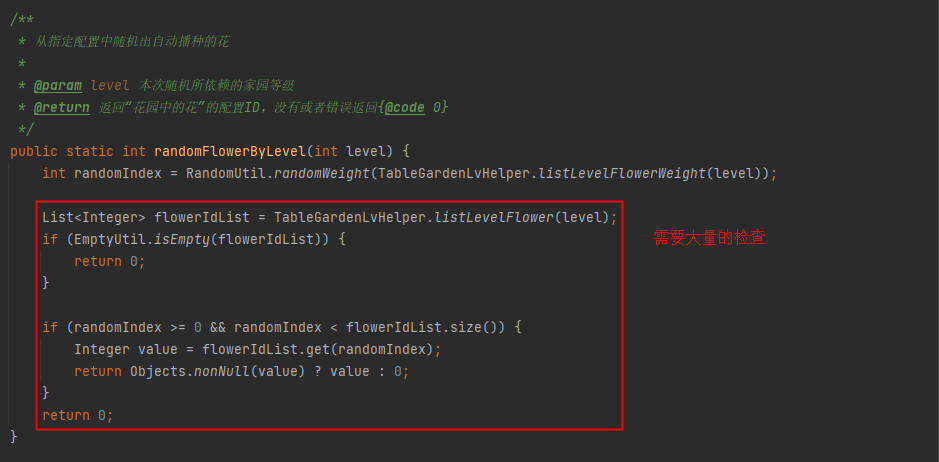 /**
 * 从指定配置中随机出自动播种的花
 *
 * @param level 本次随机所依赖的家园等级
 * @return 返回“花园中的花”的配置ID，没有或者错误返回{@code 0}
 */
public static int randomFlowerByLevel(int level) {
    int randomIndex = RandomUtil.randomWeight(TableGardenLvHelper.listLevelFlowerWeight(level));
    List<Integer> flowerIdList = TableGardenLvHelper.listLevelFlower(level);
    if (EmptyUtil.isEmpty(flowerIdList)) {
        return 0;
    }
    if (randomIndex >= 0 && randomIndex < flowerIdList.size()) {
        Integer value = flowerIdList.get(randomIndex);
        return Objects.nonNull(value) ? value : 0;
    }
    return 0;
}
需要大量的检查